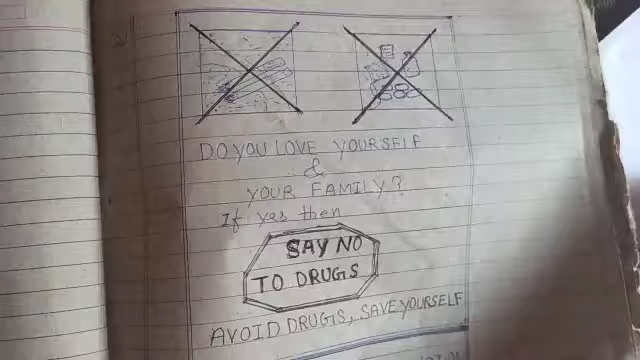 DO YOU LOVE YOURSELF
&
YOUR FAMILY?
If yes then
SAY NO
TO DRUGS
AVOID DRUGS, SAVE YOURSELF